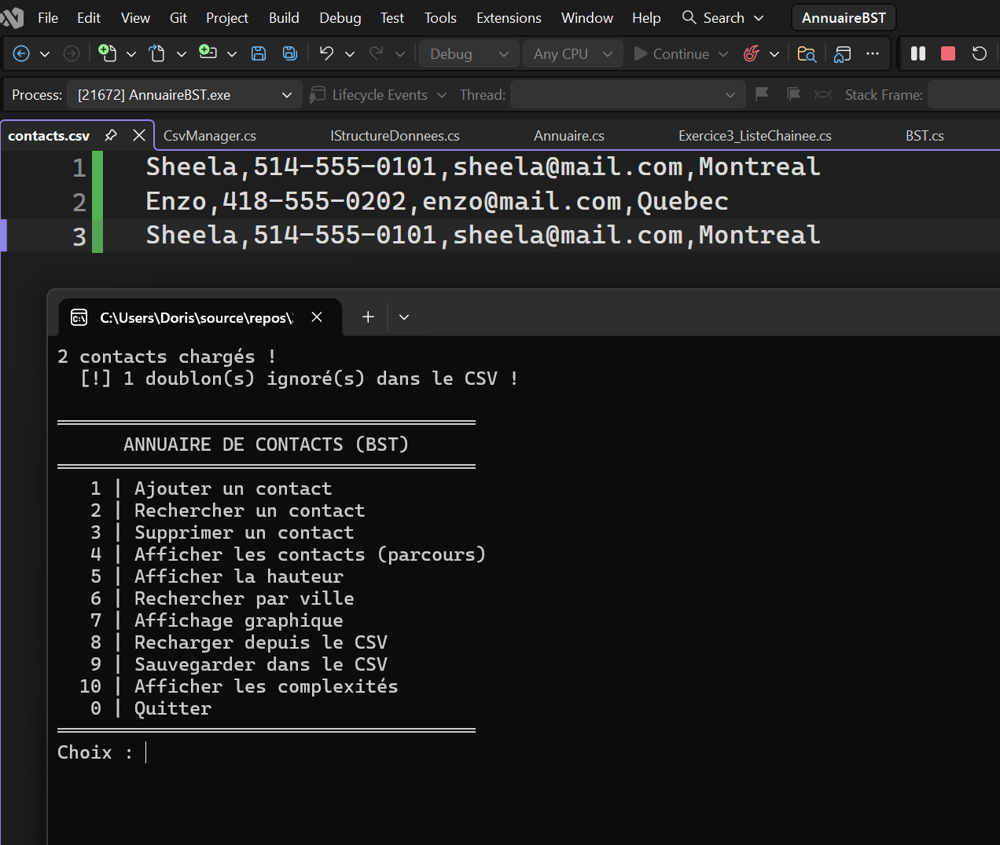 File Edit View Git Project Build Debug Test Tools Extensions Window Help Search AnnuaireBST
Debug Any CPU Continue
Process: [21672] AnnuaireBST.exe Lifecycle Events Thread: Stack Frame:
contacts.csv CsvManager.cs IStructureDonnees.cs Annuaire.cs Exercice3_ListeChainee.cs BST.cs
1 Sheela,514-555-0101,sheela@mail.com,Montreal
2 Enzo,418-555-0202,enzo@mail.com,Quebec
3 Sheela,514-555-0101,sheela@mail.com,Montreal
C:\Users\Doris\source\repos\
2 contacts chargés !
[!] 1 doublon(s) ignoré(s) dans le CSV !
ANNUAIRE DE CONTACTS (BST)
1 | Ajouter un contact
2 | Rechercher un contact
3 | Supprimer un contact
4 | Afficher les contacts (parcours)
5 | Afficher la hauteur
6 | Rechercher par ville
7 | Affichage graphique
8 | Recharger depuis le CSV
9 | Sauvegarder dans le CSV
10 | Afficher les complexités
0 | Quitter
Choix :